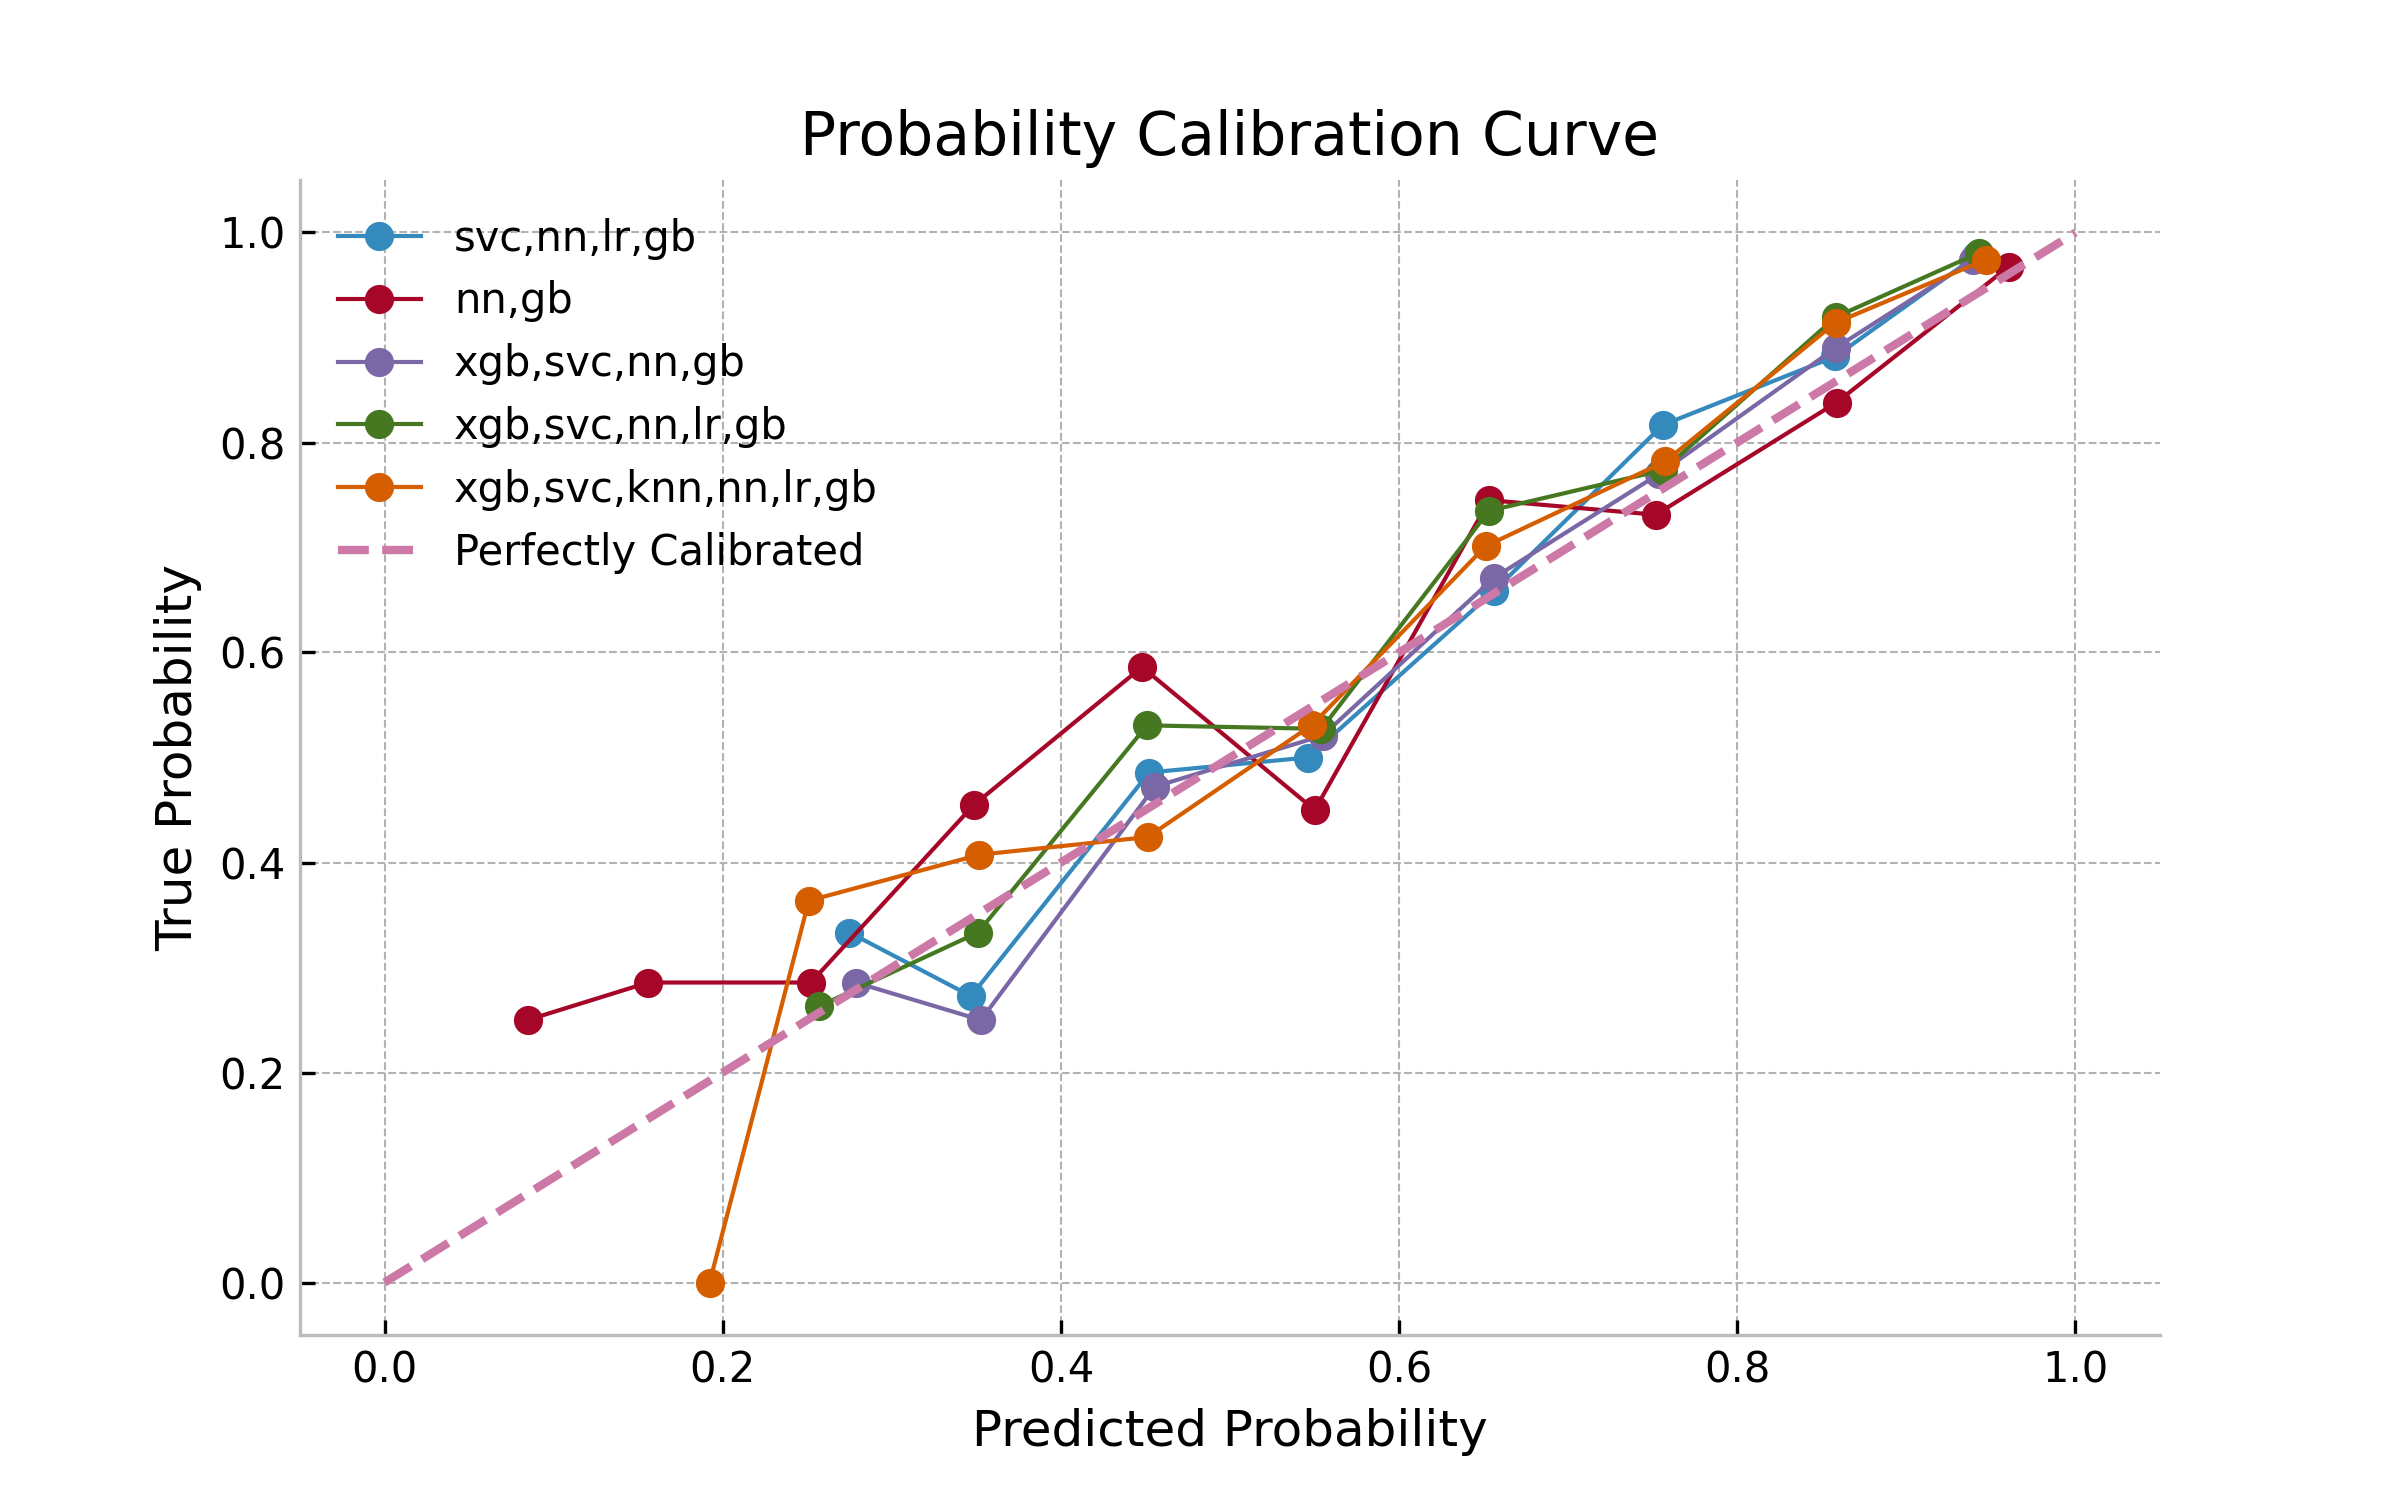 Probability Calibration Curve
svc,nn,lr,gb
nn,gb
xgb,svc,nn,gb
xgb,svc,nn,lr,gb
xgb,svc,knn,nn,lr,gb
Perfectly Calibrated
True Probability
1.0
0.8
0.6
0.4
0.2
0.0
0.0 0.2 0.4 0.6 0.8 1.0
Predicted Probability